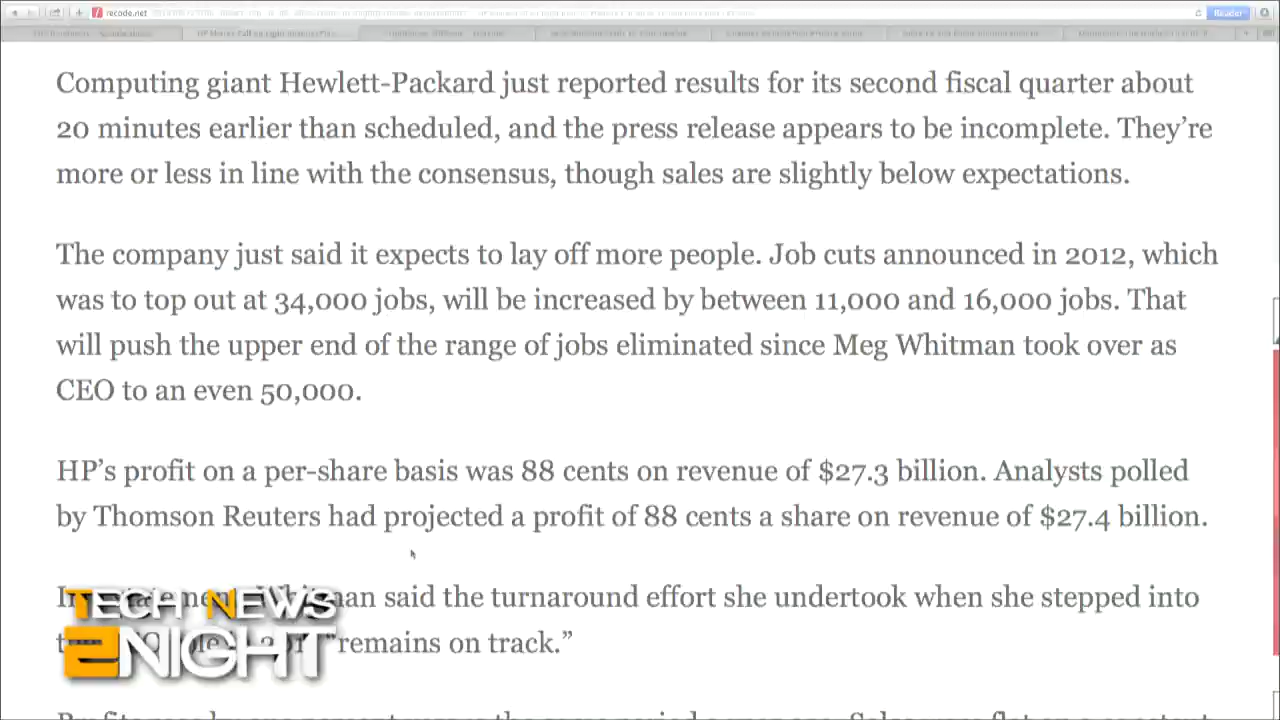 recode.net
Reader
Computing giant Hewlett-Packard just reported results for its second fiscal quarter about
20 minutes earlier than scheduled, and the press release appears to be incomplete. They’re
more or less in line with the consensus, though sales are slightly below expectations.
The company just said it expects to lay off more people. Job cuts announced in 2012, which
was to top out at 34,000 jobs, will be increased by between 11,000 and 16,000 jobs. That
will push the upper end of the range of jobs eliminated since Meg Whitman took over as
CEO to an even 50,000.
HP’s profit on a per-share basis was 88 cents on revenue of $27.3 billion. Analysts polled
by Thomson Reuters had projected a profit of 88 cents a share on revenue of $27.4 billion.
said the turnaround effort she undertook when she stepped into
“remains on track.”
TECH NEWS
2NIGHT